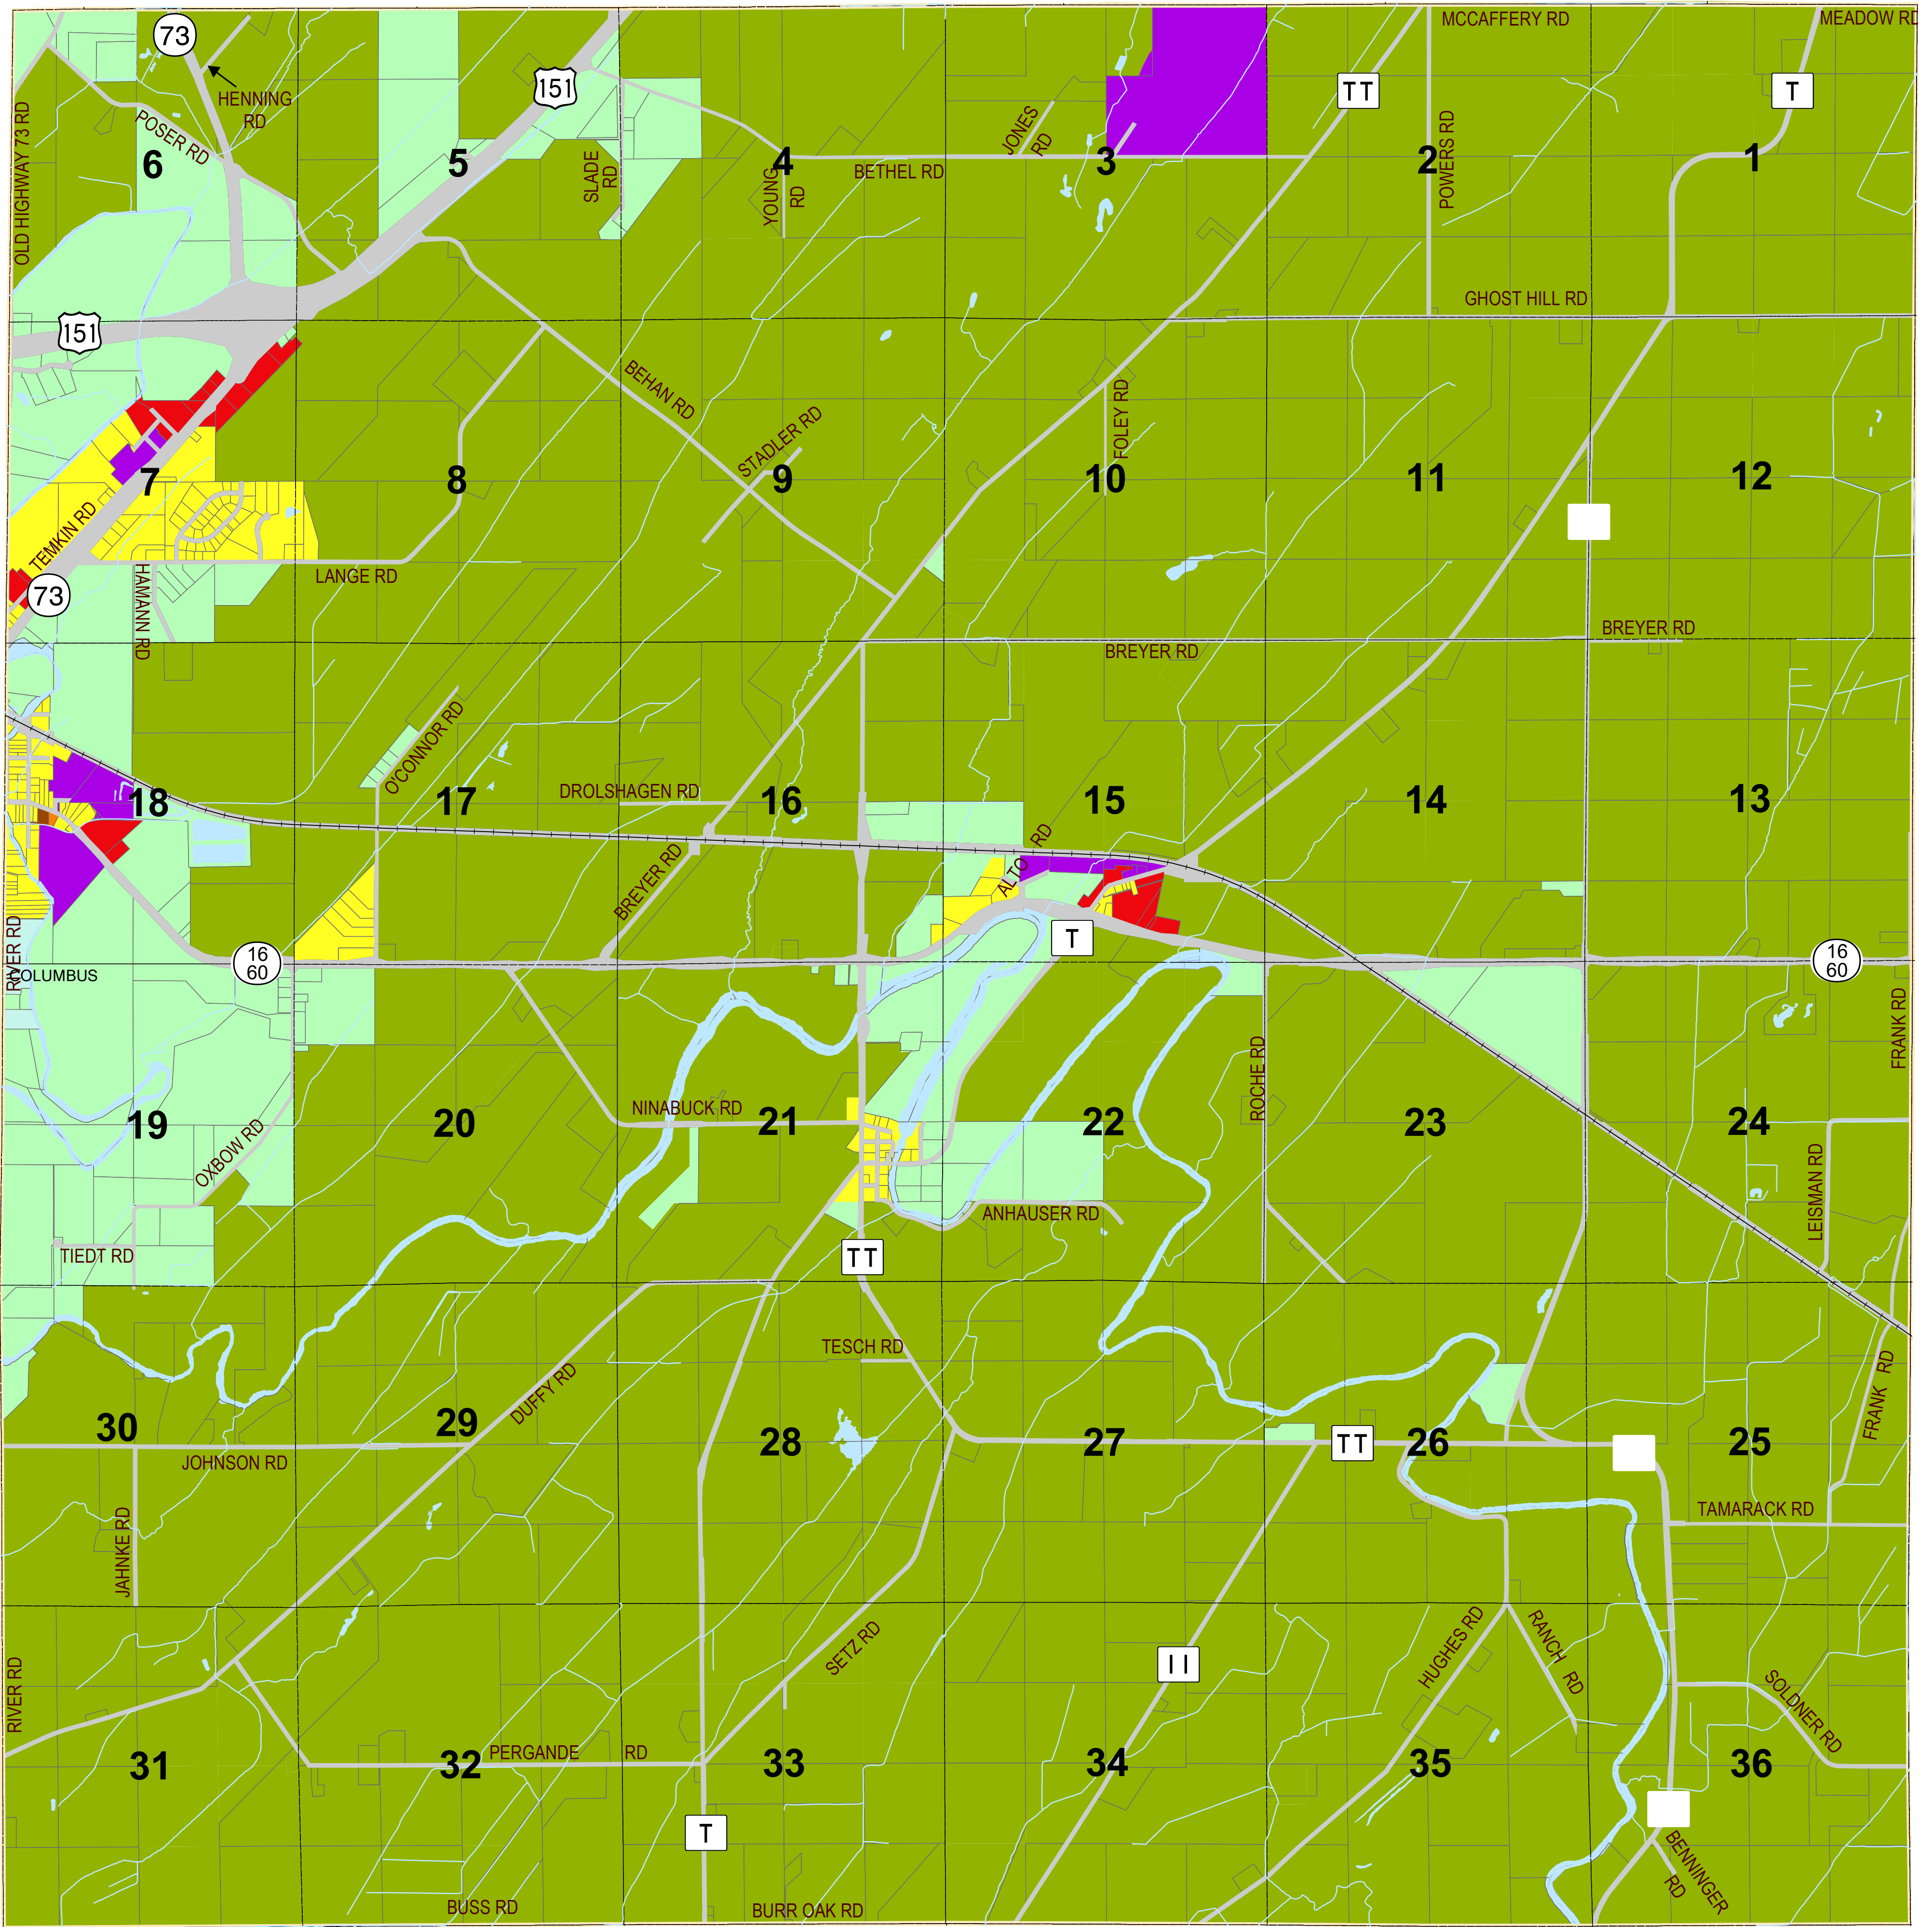 73
MCCAFFERY RD
MEADOW RD
HENNING
RD
151
TT
T
OLD HIGHWAY 73 RD
POSER RD
6
5
SLADE
RD
4
YOUNG
RD
BETHEL RD
JONES
RD
3
2
POWERS RD
1
151
GHOST HILL RD
BEHAN RD
STADLER RD
FOLEY RD
7
8
9
10
11
12
TEMKIN RD
73
HAMANN RD
LANGE RD
BREYER RD
BREYER RD
O'CONNOR RD
DROLSHAGEN RD
18
17
16
15
14
13
ALTO RD
BREYER RD
RIVER RD
COLUMBUS
16
60
T
16
60
FRANK RD
ROCHE RD
NINABUCK RD
19
20
21
22
23
24
OXBOW RD
LEISMAN RD
ANHAUSER RD
TIEDT RD
TT
TESCH RD
DUFFY RD
FRANK RD
30
29
28
27
TT
26
25
JOHNSON RD
JAHNKE RD
TAMARACK RD
SETZ RD
HUGHES RD
RANCH RD
RIVER RD
I I
SOLDNER RD
31
32
PERGANDE RD
33
34
35
36
T
BENNINGER
RD
BUSS RD
BURR OAK RD